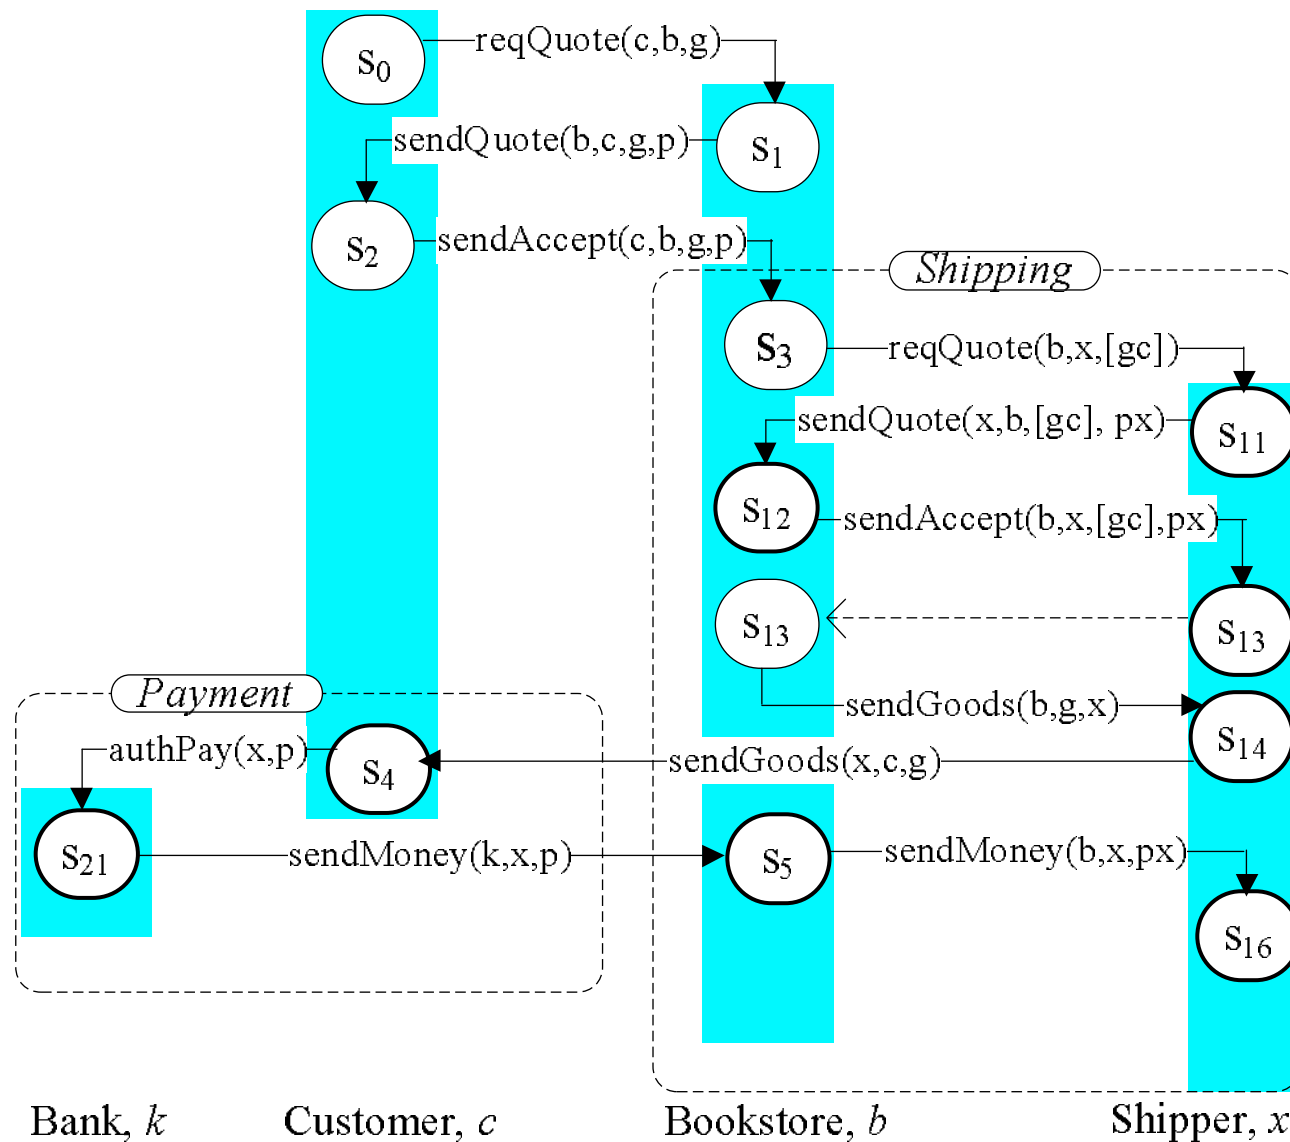 s0
reqQuote(c,b,g)
sendQuote(b,c,g,p)
s1
s2
sendAccept(c,b,g,p)
Shipping
s3
reqQuote(b,x,[gc])
sendQuote(x,b,[gc], px)
s11
s12
sendAccept(b,x,[gc],px)
s13
s13
Payment
sendGoods(b,g,x)
authPay(x,p)
s4
sendGoods(x,c,g)
s14
s21
sendMoney(k,x,p)
s5
sendMoney(b,x,px)
s16
Bank, k
Customer, c
Bookstore, b
Shipper, x